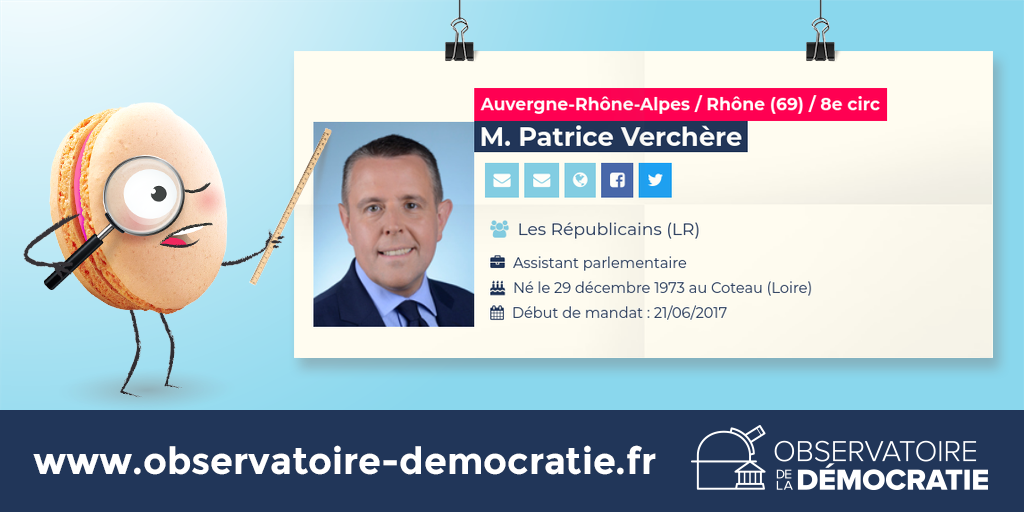 Auvergne-Rhône-Alpes / Rhône (69) / 8e circ
M. Patrice Verchère
Les Républicains (LR)
Assistant parlementaire
Né le 29 décembre 1973 au Coteau (Loire)
Début de mandat : 21/06/2017
www.observatoire-democratie.fr
OBSERVATOIRE
DE LA DÉMOCRATIE